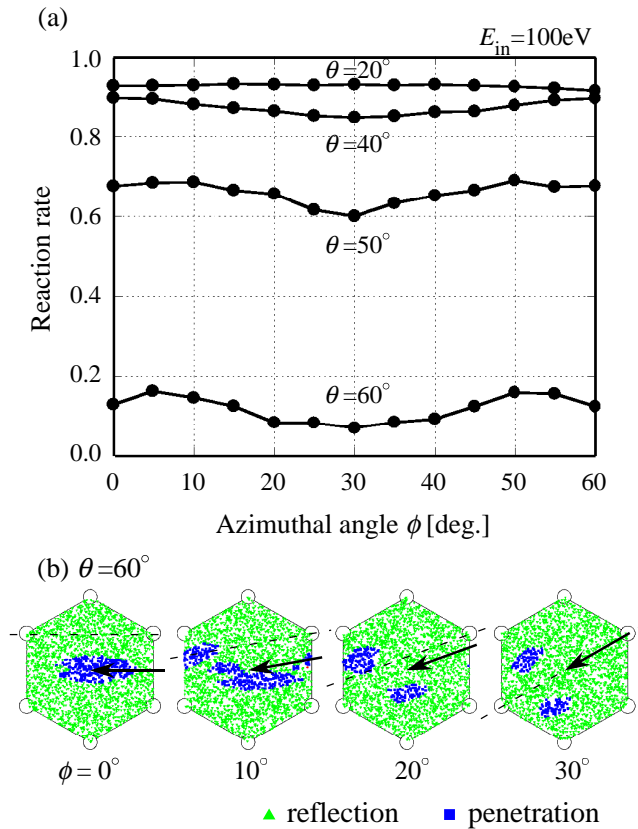 (a)
E_in=100eV
1.0
θ=20°
0.8
θ=40°
0.6
θ=50°
0.4
0.2
θ=60°
0.0
Reaction rate
0 10 20 30 40 50 60
Azimuthal angle ϕ [deg.]
(b) θ=60°
ϕ=0° 10° 20° 30°
reflection penetration